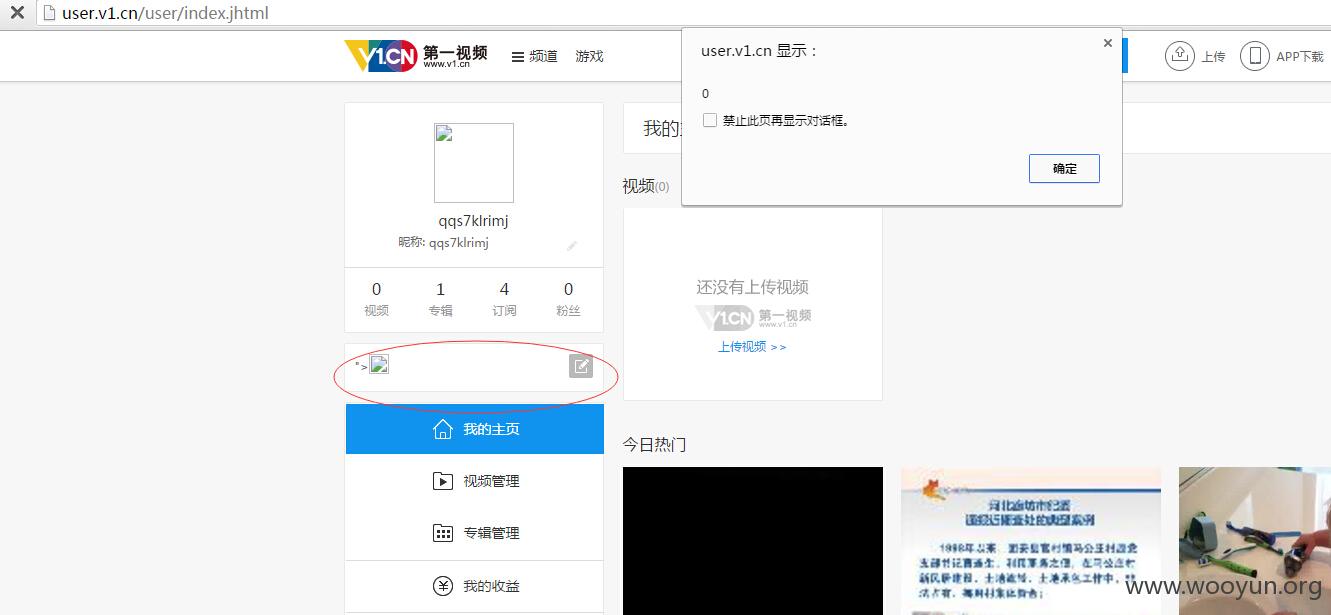 user.v1.cn/user/index.jhtml
V1.CN 第一视频
www.v1.cn
频道
游戏
上传
APP下载
user.v1.cn 显示：
0
禁止此页再显示对话框。
确定
qqs7klrimj
昵称: qqs7klrimj
0
1
4
0
视频
专辑
订阅
粉丝
">
我的主页
视频管理
专辑管理
我的收益
我的
视频(0)
还没有上传视频
V1.CN 第一视频
www.v1.cn
上传视频 >>
今日热门
河北廊坊市纪委
www.wooyun.org